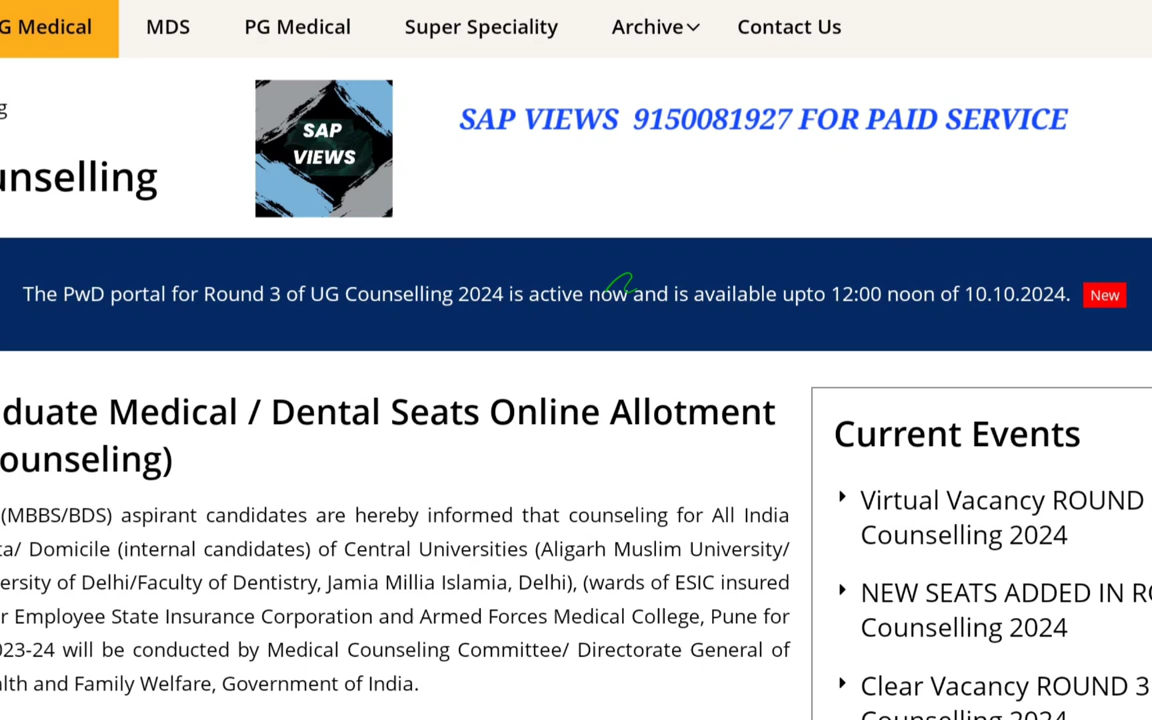 G Medical MDS PG Medical Super Speciality Archive Contact Us
g
SAP VIEWS 9150081927 FOR PAID SERVICE
SAP
VIEWS
unselling
The PwD portal for Round 3 of UG Counselling 2024 is active now and is available upto 12:00 noon of 10.10.2024. New
duate Medical / Dental Seats Online Allotment
ounseling)
(MBBS/BDS) aspirant candidates are hereby informed that counseling for All India
ta/ Domicile (internal candidates) of Central Universities (Aligarh Muslim University/
ersity of Delhi/Faculty of Dentistry, Jamia Millia Islamia, Delhi), (wards of ESIC insured
r Employee State Insurance Corporation and Armed Forces Medical College, Pune for
023-24 will be conducted by Medical Counseling Committee/ Directorate General of
alth and Family Welfare, Government of India.
Current Events
Virtual Vacancy ROUND
Counselling 2024
NEW SEATS ADDED IN RO
Counselling 2024
Clear Vacancy ROUND 3
Counselling 2024